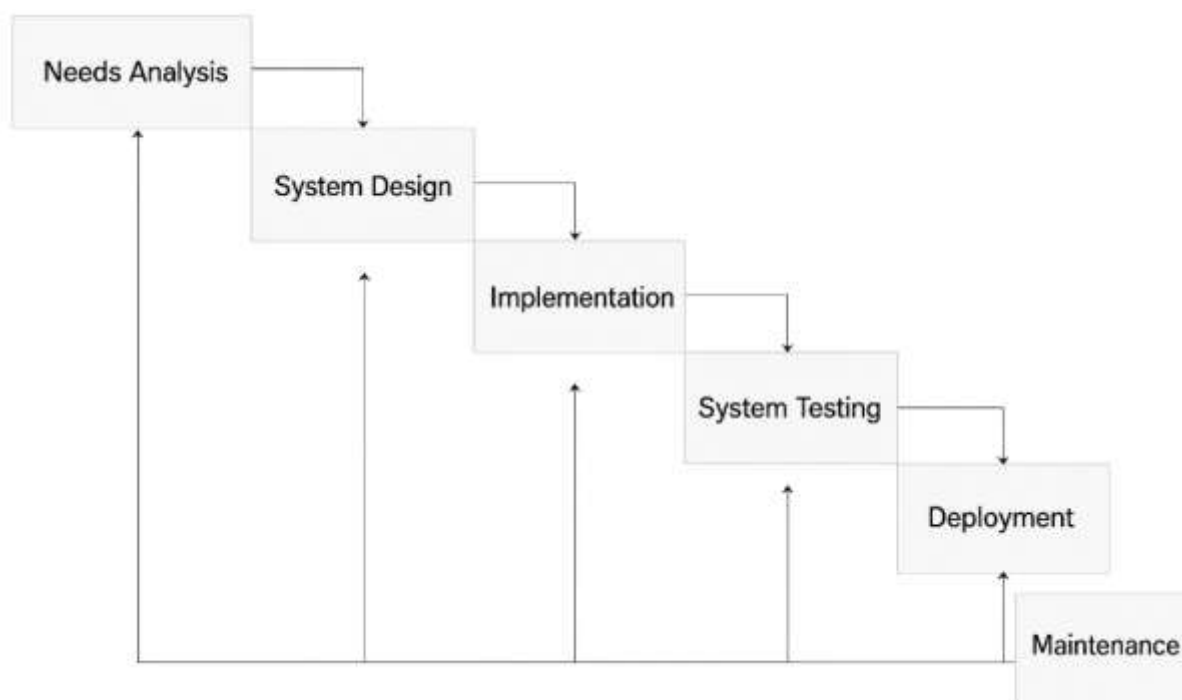 Needs Analysis
System Design
Implementation
System Testing
Deployment
Maintenance